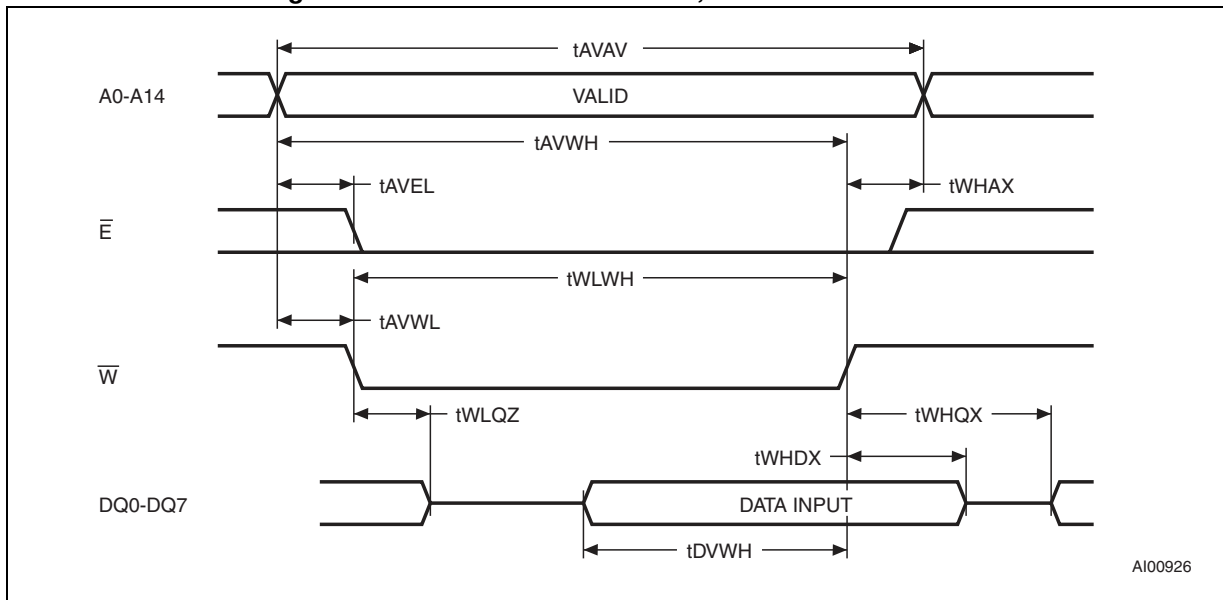 tAVAV
A0-A14
VALID
tAVWH
tAVEL
tWHAX
E̅
tWLWH
tAVWL
W̅
tWLQZ
tWHQX
tWHDX
DQ0-DQ7
DATA INPUT
tDVWH
AI00926